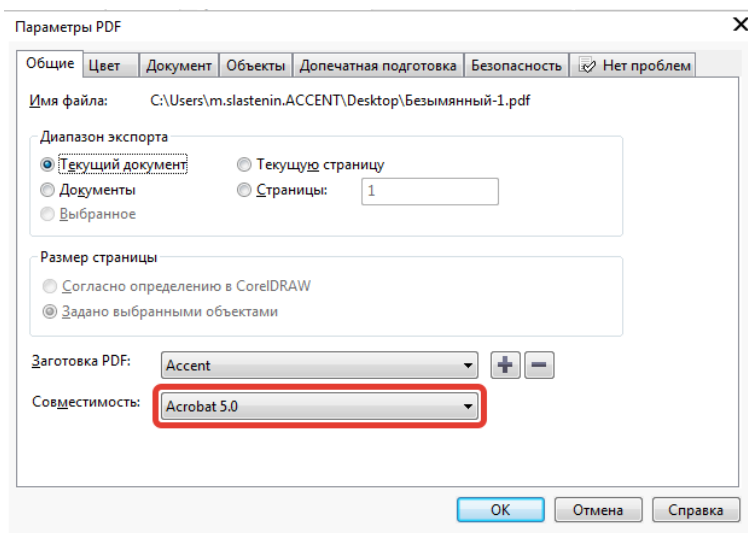 Параметры PDF
Общие Цвет Документ Объекты Допечатная подготовка Безопасность Нет проблем
Имя файла: C:\Users\m.slastenin.ACCENT\Desktop\Безымянный-1.pdf
Диапазон экспорта
Текущий документ Текущую страницу
Документы Страницы: 1
Выбранное
Размер страницы
Согласно определению в CorelDRAW
Задано выбранными объектами
Заготовка PDF: Accent
Совместимость: Acrobat 5.0
OK Отмена Справка